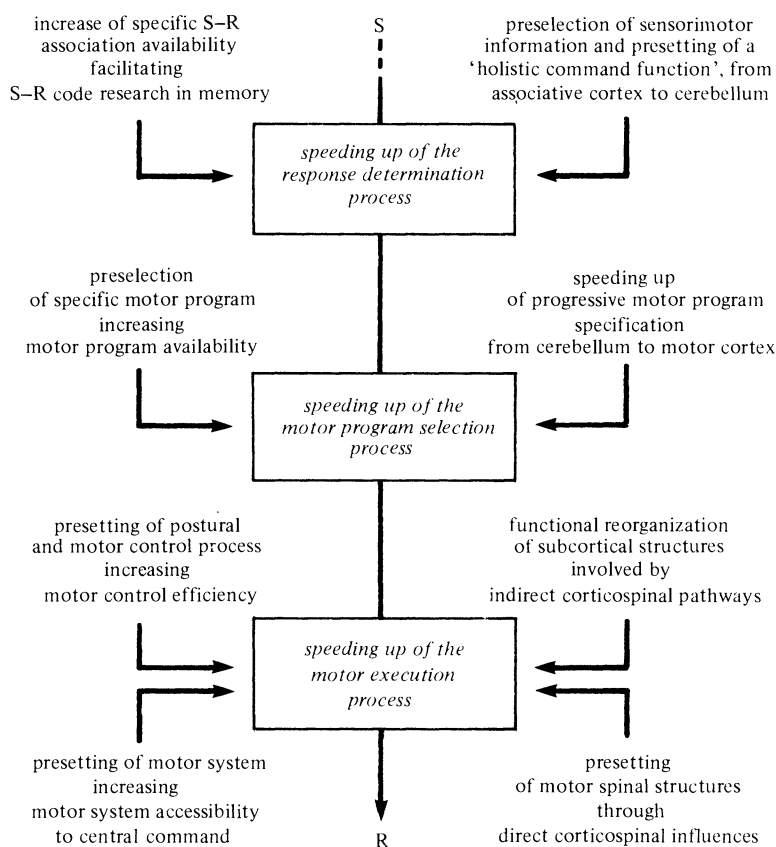 increase of specific S–R
association availability
facilitating
S–R code research in memory
S
preselection of sensorimotor
information and presetting of a
‘holistic command function’, from
associative cortex to cerebellum
speeding up of the
response determination
process
preselection
of specific motor program
increasing
motor program availability
speeding up
of progressive motor program
specification
from cerebellum to motor cortex
speeding up of the
motor program selection
process
presetting of postural
and motor control process
increasing
motor control efficiency
functional reorganization
of subcortical structures
involved by
indirect corticospinal pathways
speeding up of the
motor execution
process
presetting of motor system
increasing
motor system accessibility
to central command
R
presetting
of motor spinal structures
through
direct corticospinal influences